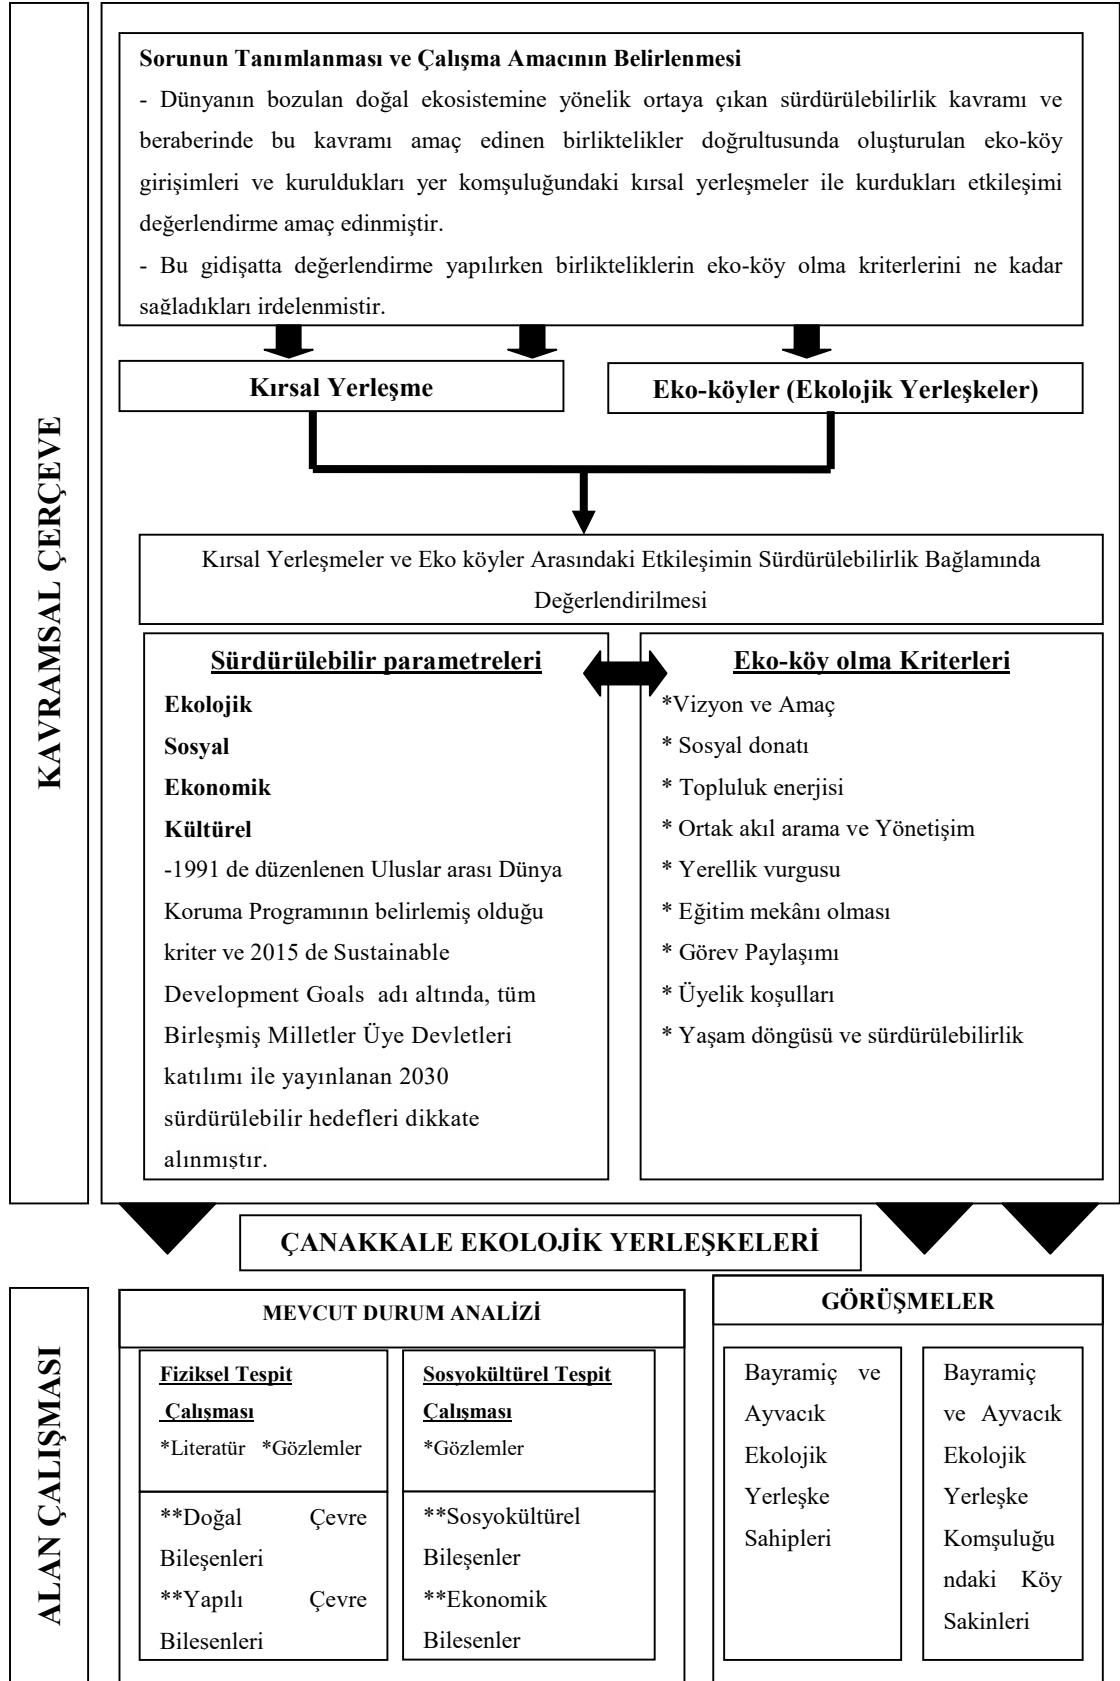 KAVRAMSAL ÇERÇEVE
Sorunun Tanımlanması ve Çalışma Amacının Belirlenmesi
- Dünyanın bozulan doğal ekosistemine yönelik ortaya çıkan sürdürülebilirlik kavramı ve
beraberinde bu kavramı amaç edinen birliktelikler doğrultusunda oluşturulan eko-köy
girişimleri ve kuruldukları yer komşuluğundaki kırsal yerleşmeler ile kurdukları etkileşimi
değerlendirme amaç edinmiştir.
- Bu gidişatta değerlendirme yapılırken birlikteliklerin eko-köy olma kriterlerini ne kadar
sağladıkları irdelenmiştir.
Kırsal Yerleşme
Eko-köyler (Ekolojik Yerleşkeler)
Kırsal Yerleşmeler ve Eko köyler Arasındaki Etkileşimin Sürdürülebilirlik Bağlamında
Değerlendirilmesi
Sürdürülebilir parametreleri
Ekolojik
Sosyal
Ekonomik
Kültürel
-1991 de düzenlenen Uluslar arası Dünya
Koruma Programının belirlemiş olduğu
kriter ve 2015 de Sustainable
Development Goals adı altında, tüm
Birleşmiş Milletler Üye Devletleri
katılımı ile yayınlanan 2030
sürdürülebilir hedefleri dikkate
alınmıştır.
Eko-köy olma Kriterleri
*Vizyon ve Amaç
* Sosyal donatı
* Topluluk enerjisi
* Ortak akıl arama ve Yönetişim
* Yerellik vurgusu
* Eğitim mekânı olması
* Görev Paylaşımı
* Üyelik koşulları
* Yaşam döngüsü ve sürdürülebilirlik
ÇANAKKALE EKOLOJİK YERLEŞKELERİ
ALAN ÇALIŞMASI
MEVCUT DURUM ANALİZİ
Fiziksel Tespit
Çalışması
*Literatür *Gözlemler
**Doğal Çevre
Bileşenleri
**Yapılı Çevre
Bileşenleri
Sosyokültürel Tespit
Çalışması
*Gözlemler
**Sosyokültürel
Bileşenler
**Ekonomik
Bileşenler
GÖRÜŞMELER
Bayramiç ve
Ayvacık
Ekolojik
Yerleşke
Sahipleri
Bayramiç
ve Ayvacık
Ekolojik
Yerleşke
Komşuluğu
ndaki Köy
Sakinleri